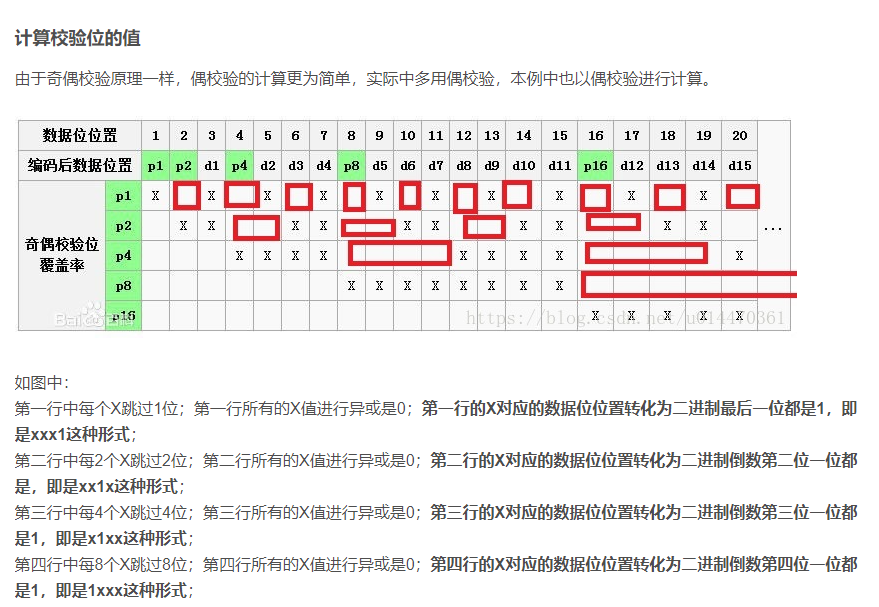 计算校验位的值
由于奇偶校验原理一样，偶校验的计算更为简单，实际中多用偶校验，本例中也以偶校验进行计算。
数据位位置 1 2 3 4 5 6 7 8 9 10 11 12 13 14 15 16 17 18 19 20
编码后数据位置 p1 p2 d1 p4 d2 d3 d4 p8 d5 d6 d7 d8 d9 d10 d11 p16 d12 d13 d14 d15
奇偶校验位
覆盖率
p1 X X X X X X X X X X
p2 X X X X X X X X X X ...
p4 X X X X X X X X X
p8 X X X X X X X X
p16 X X X X X
Baidu百科
https://blog.csdn.net/u014470361
如图中：
第一行中每个X跳过1位；第一行所有的X值进行异或是0；第一行的X对应的数据位位置转化为二进制最后一位都是1，即
是xxx1这种形式；
第二行中每2个X跳过2位；第二行所有的X值进行异或是0；第二行的X对应的数据位位置转化为二进制倒数第二位一位都
是，即是xx1x这种形式；
第三行中每4个X跳过4位；第三行所有的X值进行异或是0；第三行的X对应的数据位位置转化为二进制倒数第三位一位都
是1，即是x1xx这种形式；
第四行中每8个X跳过8位；第四行所有的X值进行异或是0；第四行的X对应的数据位位置转化为二进制倒数第四位一位都
是1，即是1xxx这种形式；